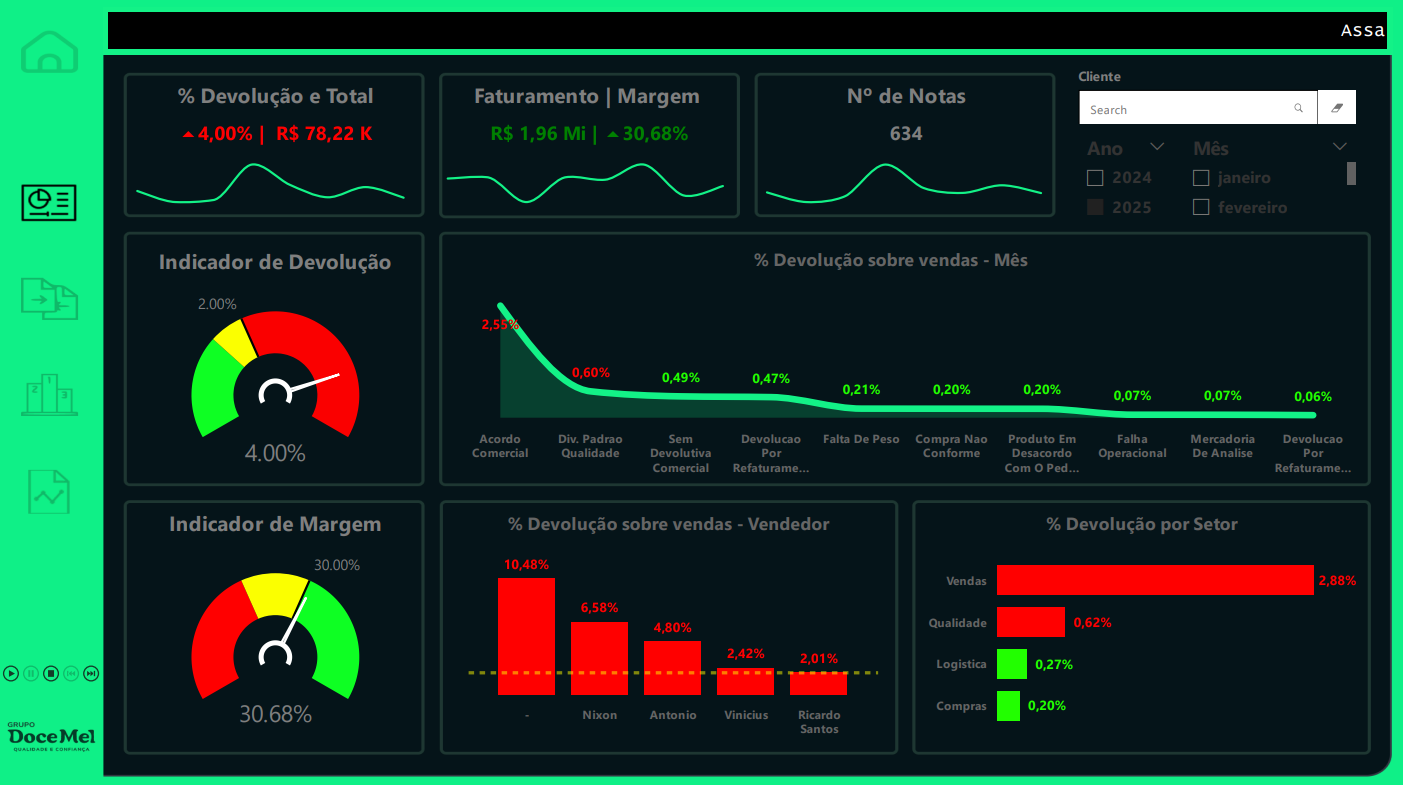 Assa
% Devolução e Total
4,00% | R$ 78,22 K
Faturamento | Margem
R$ 1,96 Mi | 30,68%
Nº de Notas
634
Cliente
Search
Ano
Mês
2024
janeiro
2025
fevereiro
Indicador de Devolução
2.00%
4.00%
% Devolução sobre vendas - Mês
2,55%
0,60%
0,49%
0,47%
0,21%
0,20%
0,20%
0,07%
0,07%
0,06%
Acordo
Comercial
Div. Padrao
Qualidade
Sem
Devolutiva
Comercial
Devolucao
Por
Refaturame...
Falta De Peso
Compra Nao
Conforme
Produto Em
Desacordo
Com O Ped...
Falha
Operacional
Mercadoria
De Analise
Devolucao
Por
Refaturame...
Indicador de Margem
30.00%
30.68%
% Devolução sobre vendas - Vendedor
10,48%
6,58%
4,80%
2,42%
2,01%
-
Nixon
Antonio
Vinicius
Ricardo
Santos
% Devolução por Setor
Vendas
2,88%
Qualidade
0,62%
Logistica
0,27%
Compras
0,20%
2
1
3
GRUPO
DoceMel
QUALIDADE E CONFIANÇA